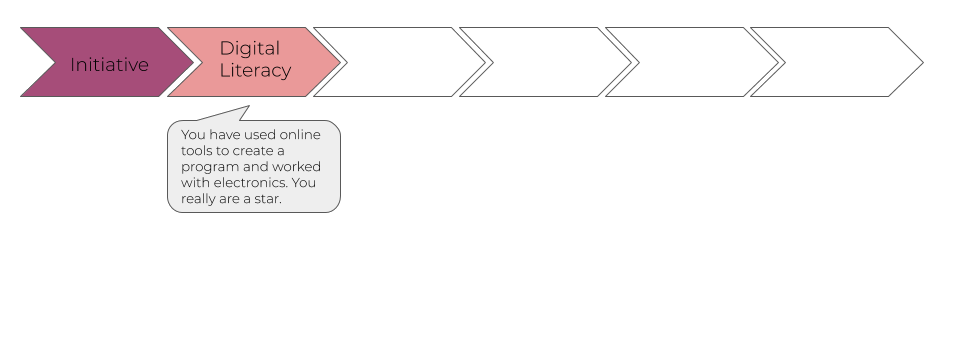 Initiative
Digital
Literacy
You have used online
tools to create a
program and worked
with electronics. You
really are a star.